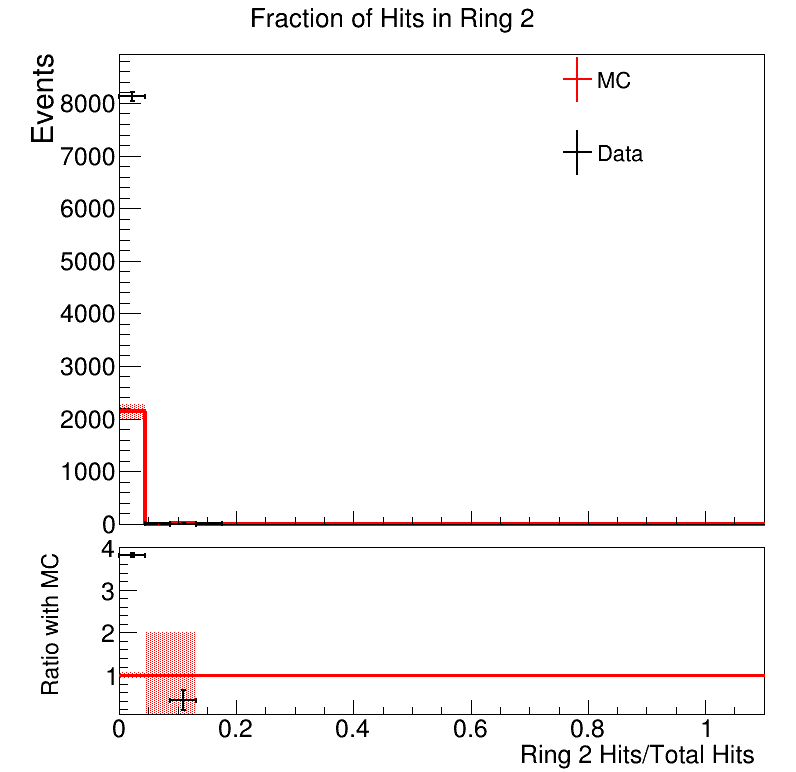 Fraction of Hits in Ring 2
Events
8000
7000
6000
5000
4000
3000
2000
1000
0
MC
Data
Ratio with MC
4
3
2
1
0 0.2 0.4 0.6 0.8 1
Ring 2 Hits/Total Hits